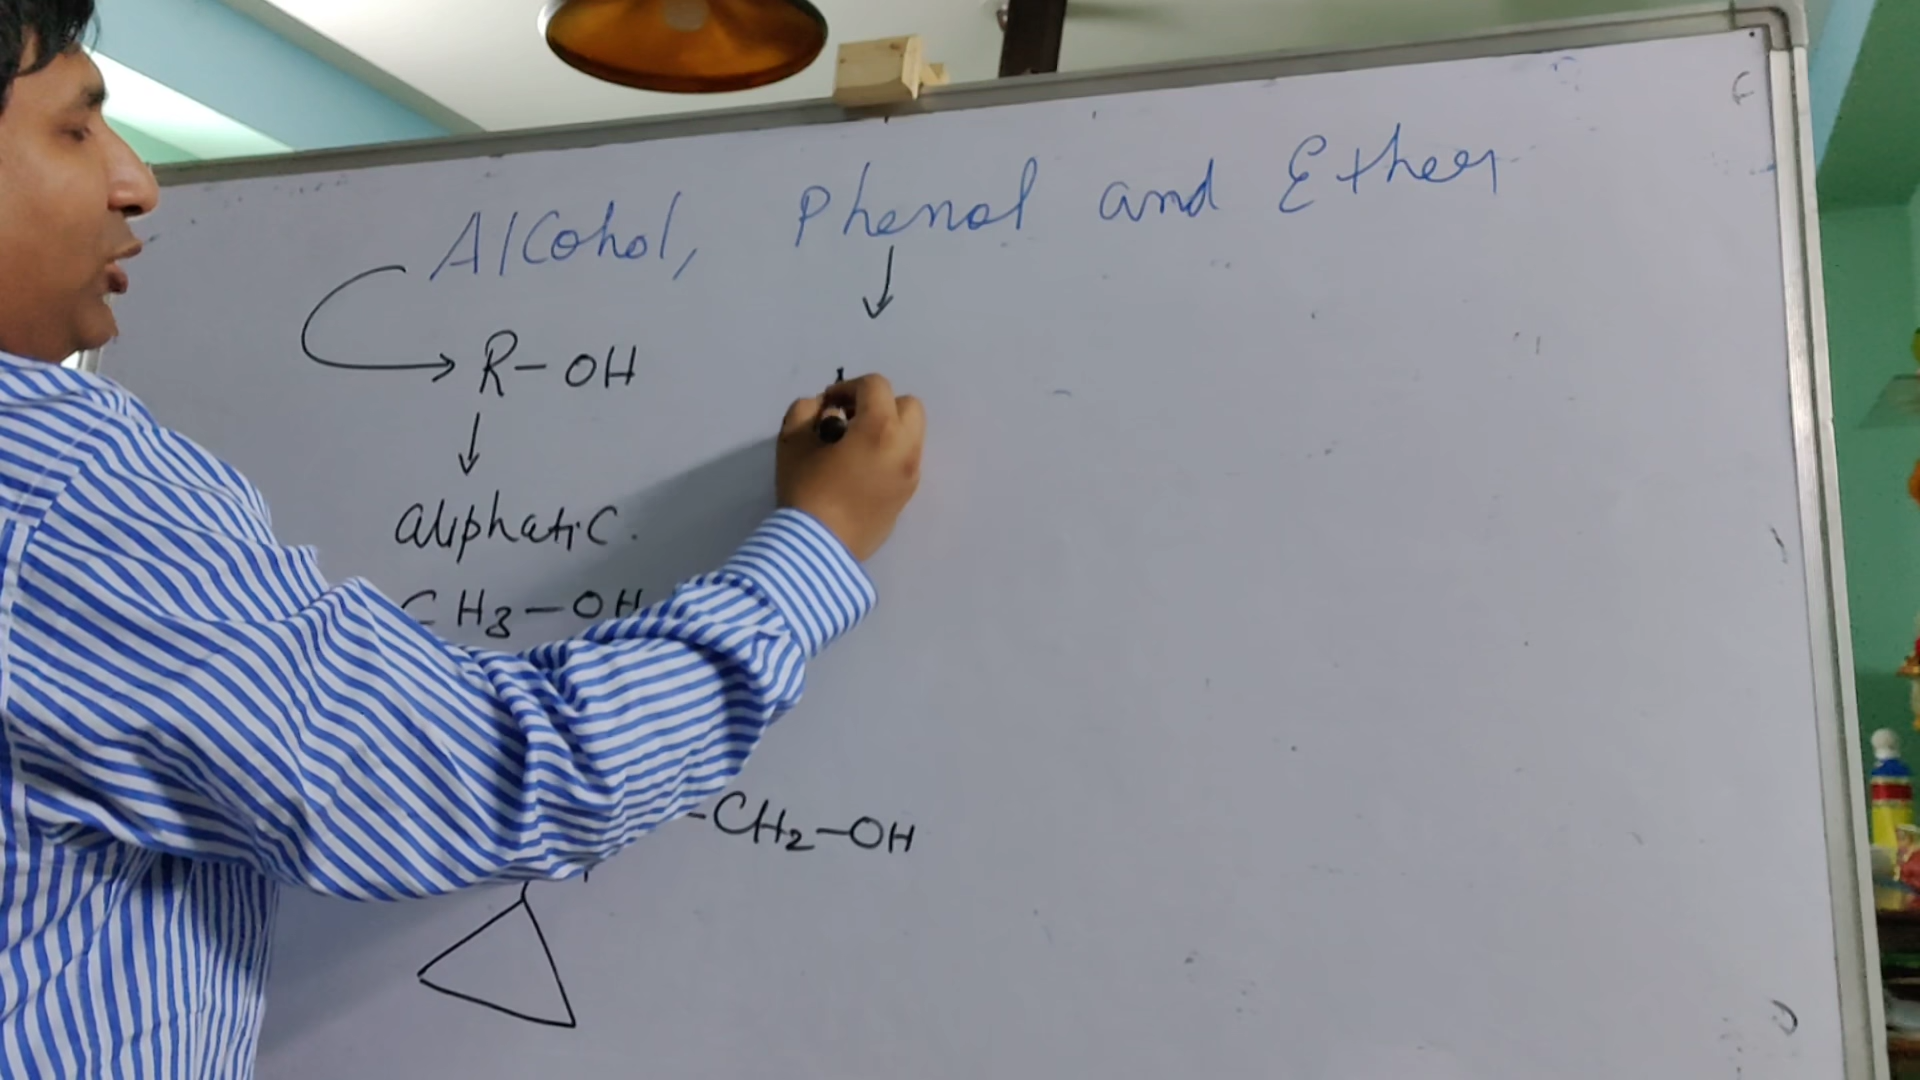 Alcohol, Phenol and Ether
R-OH
aliphatic.
CH3-OH
-CH2-OH